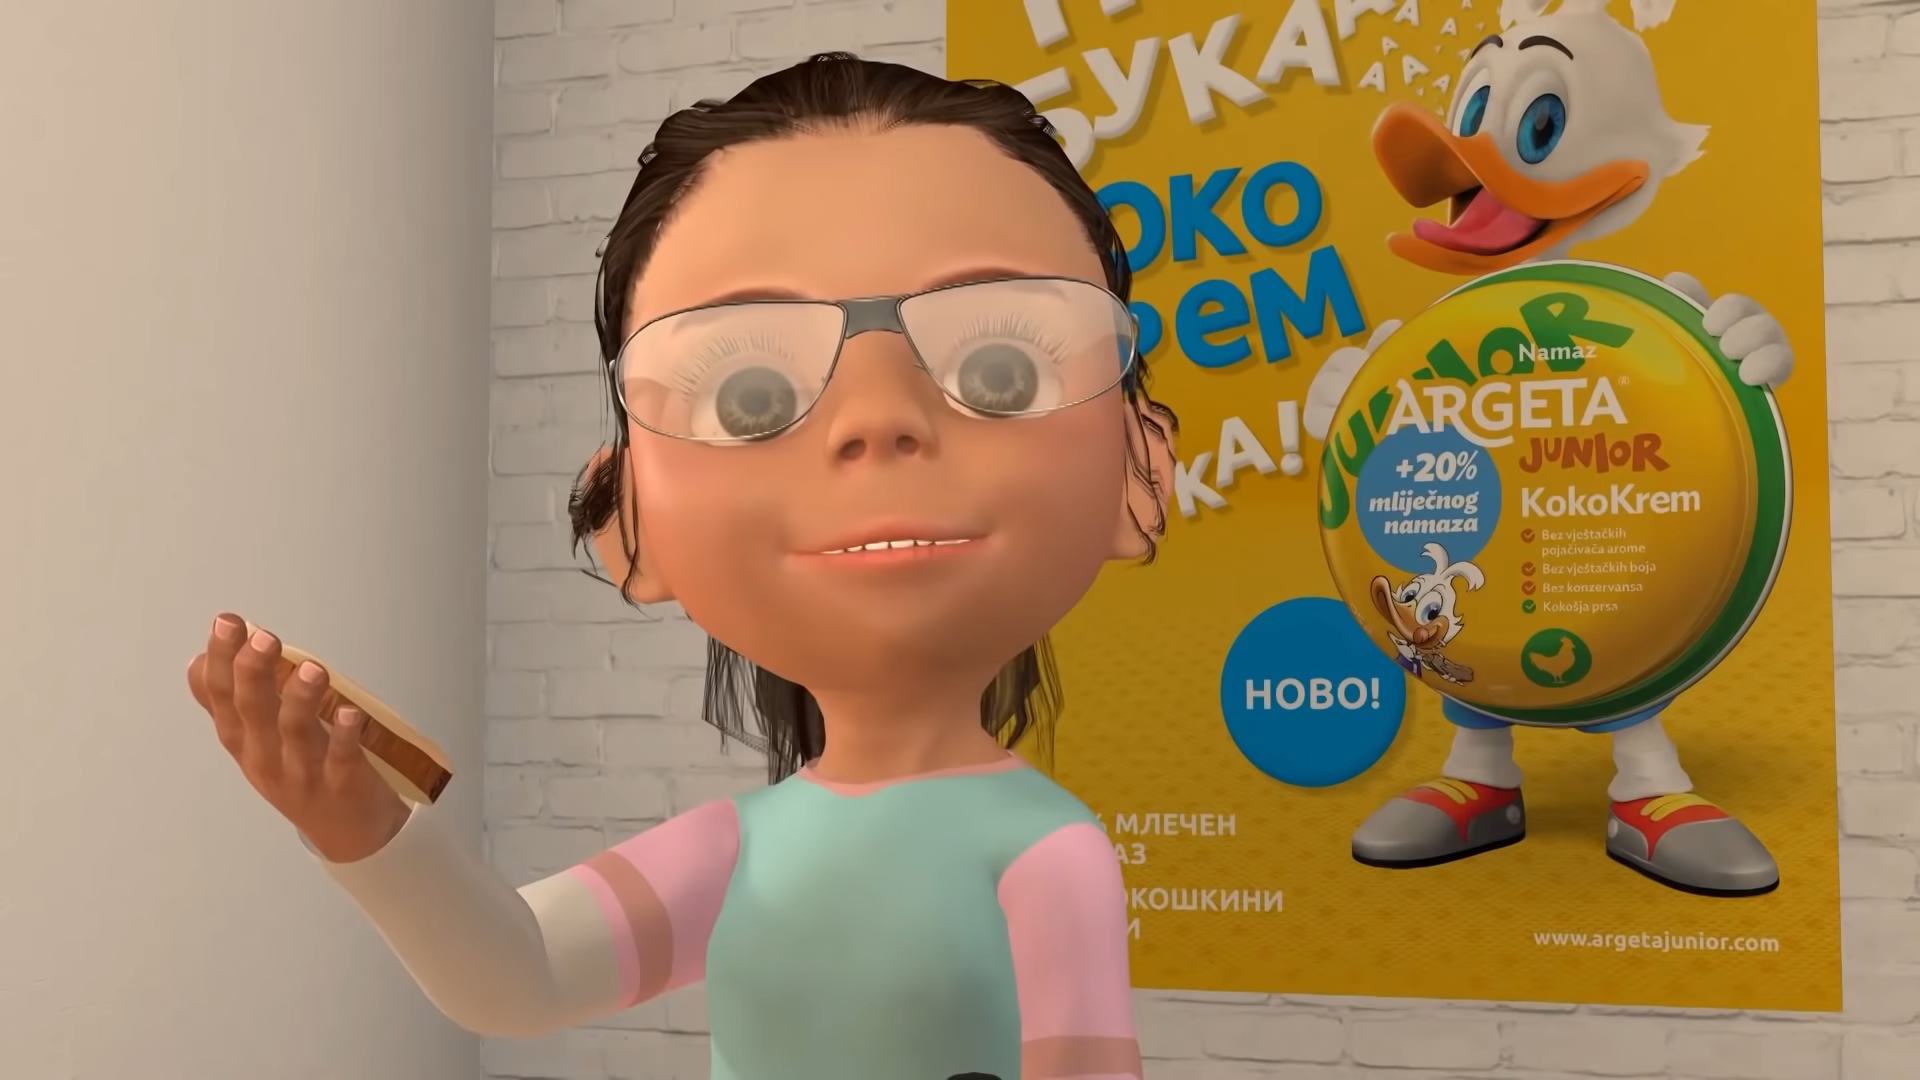 БУКААА
ОКО
РЕМ
КА!
JUNIOR
Namaz
ARGETA®
JUNIOR
+20%
mliječnog
namaza
KokoKrem
Bez vještačkih
pojačivača arome
Bez vještačkih boja
Bez konzervansa
Kokošja prsa
НОВО!
% МЛЕЧЕН
АЗ
ОКОШКИНИ
И
www.argetajunior.com